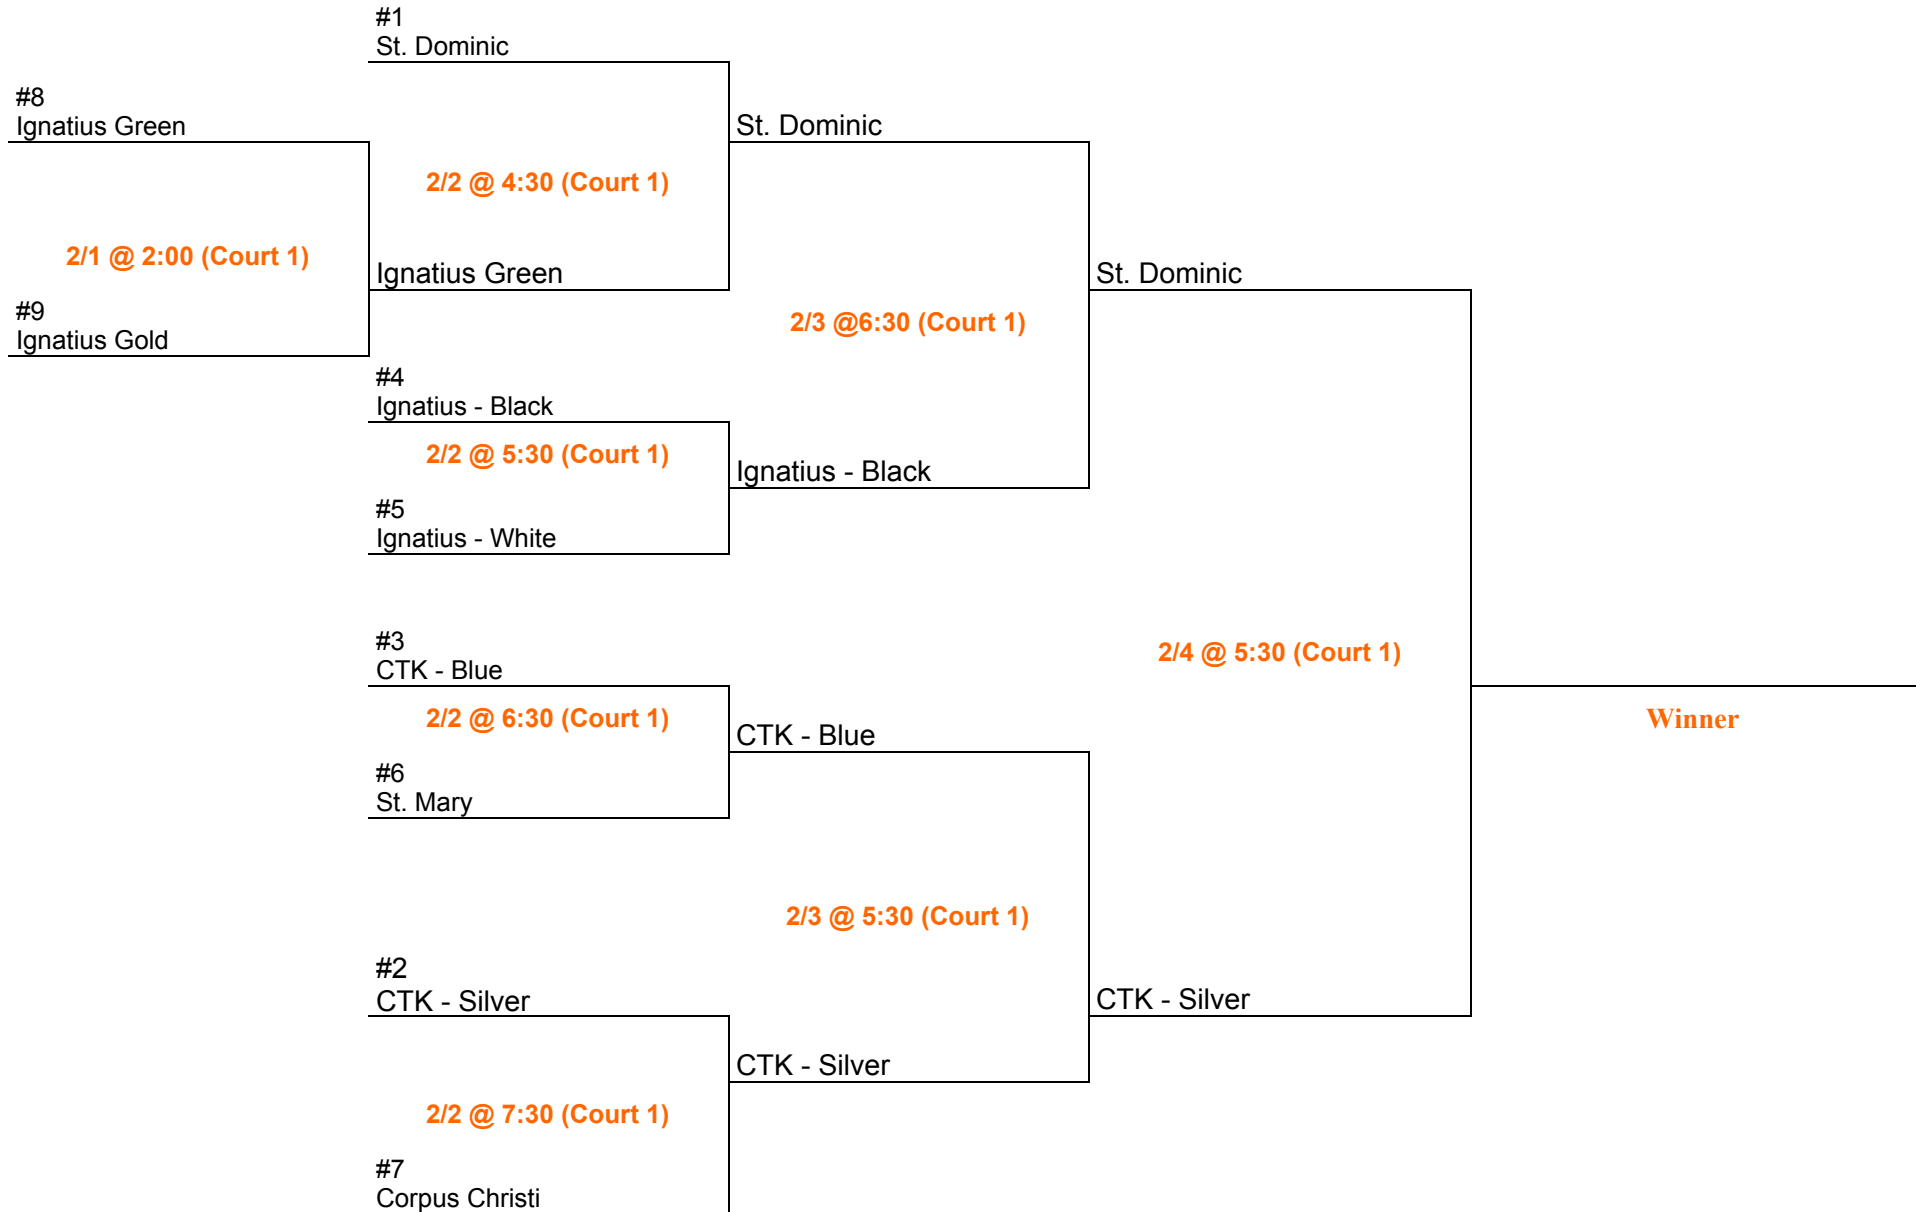 #1
St. Dominic
#8
Ignatius Green
St. Dominic
2/2 @ 4:30 (Court 1)
2/1 @ 2:00 (Court 1)
Ignatius Green
St. Dominic
#9
Ignatius Gold
2/3 @6:30 (Court 1)
#4
Ignatius - Black
2/2 @ 5:30 (Court 1)
Ignatius - Black
#5
Ignatius - White
#3
CTK - Blue
2/4 @ 5:30 (Court 1)
2/2 @ 6:30 (Court 1)
Winner
CTK - Blue
#6
St. Mary
2/3 @ 5:30 (Court 1)
#2
CTK - Silver
CTK - Silver
CTK - Silver
2/2 @ 7:30 (Court 1)
#7
Corpus Christi